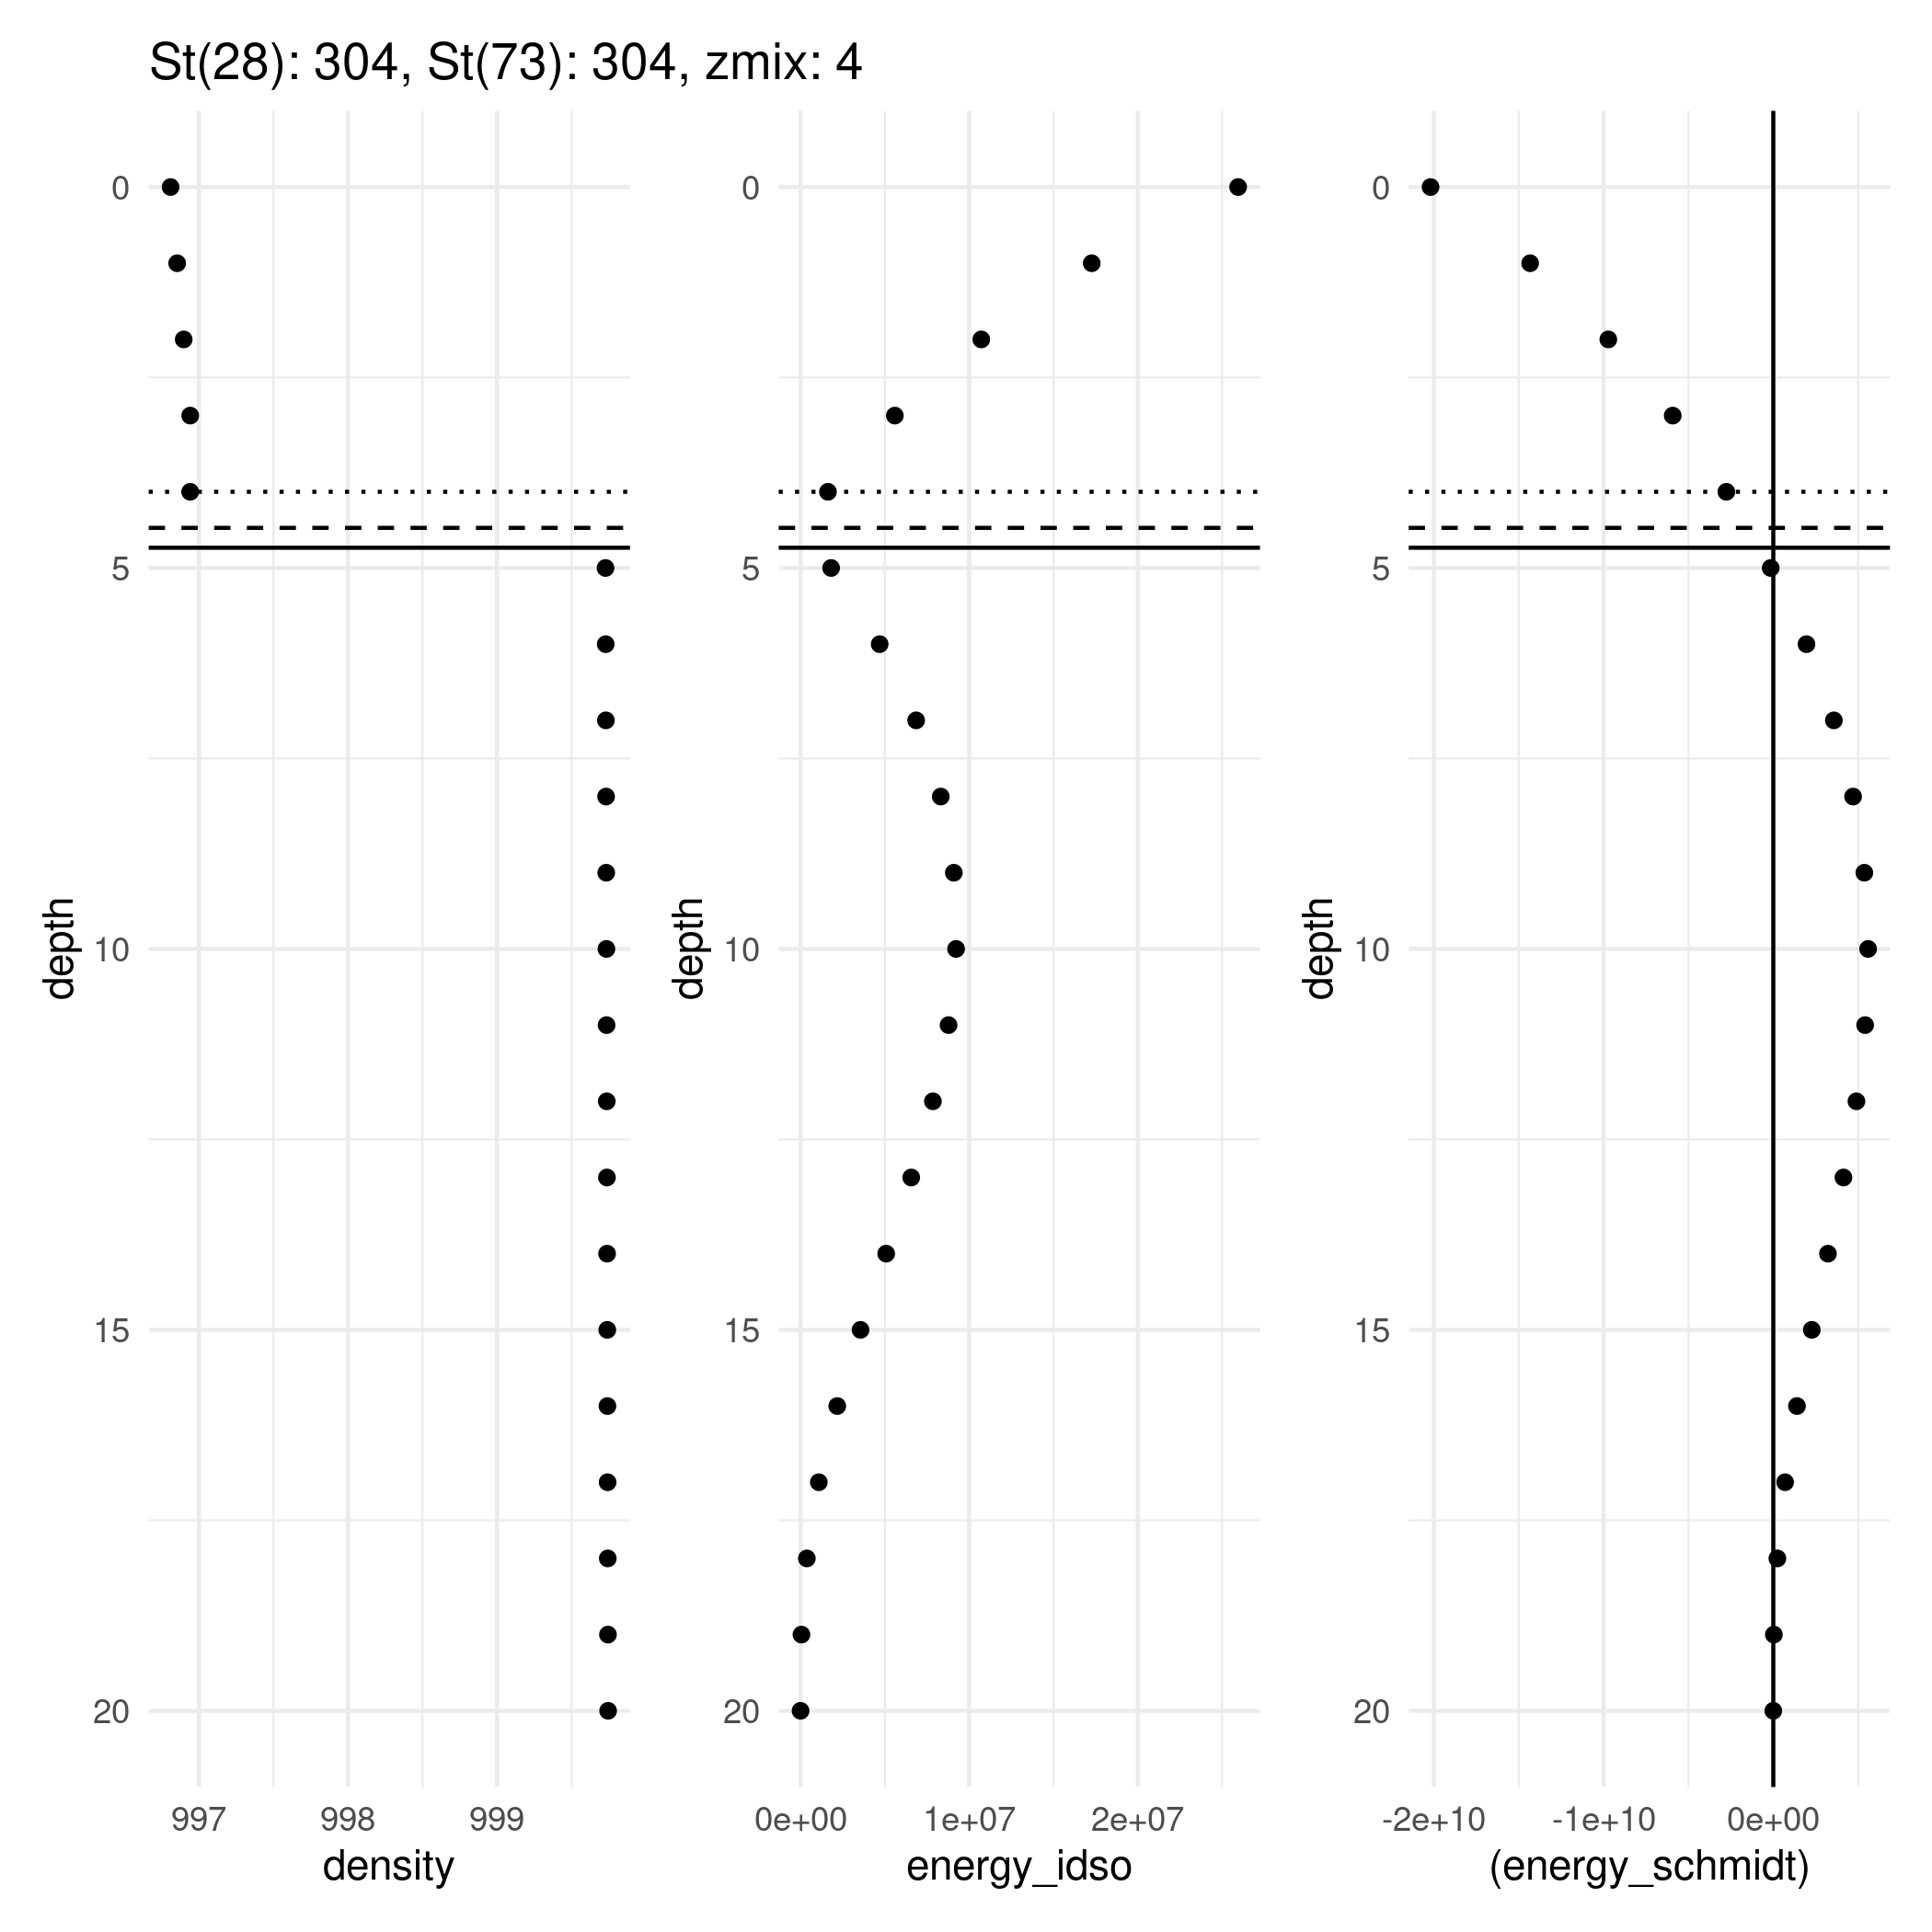 St(28): 304, St(73): 304, zmix: 4
depth
0
5
10
15
20
997 998 999
density
depth
0
5
10
15
20
0e+00 1e+07 2e+07
energy_idso
depth
0
5
10
15
20
-2e+10 -1e+10 0e+00
(energy_schmidt)